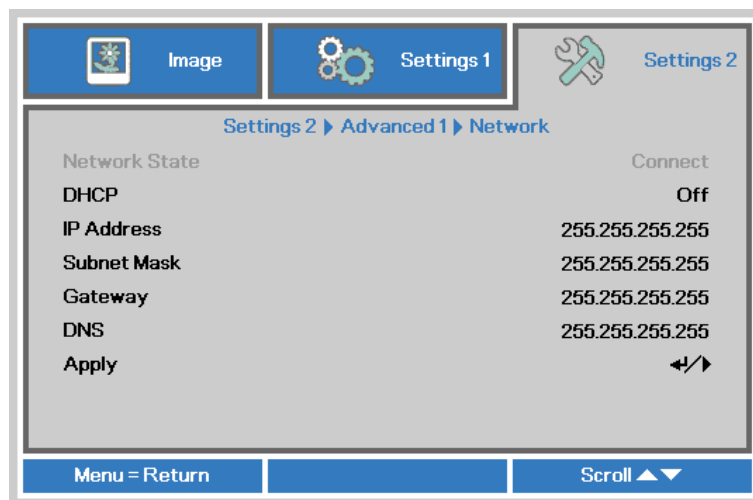 Image
Settings 1
Settings 2
Settings 2 ▶ Advanced 1 ▶ Network
Network State Connect
DHCP Off
IP Address 255.255.255.255
Subnet Mask 255.255.255.255
Gateway 255.255.255.255
DNS 255.255.255.255
Apply ↵/▶
Menu = Return
Scroll ▲▼